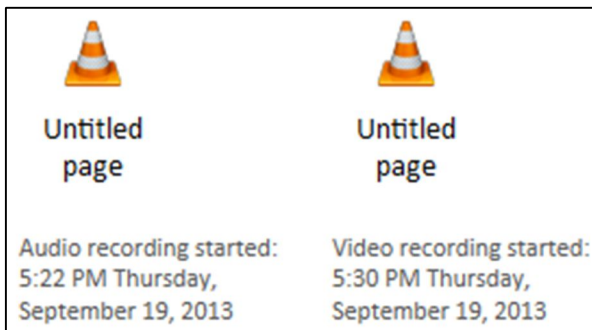 Untitled
page
Untitled
page
Audio recording started:
5:22 PM Thursday,
September 19, 2013
Video recording started:
5:30 PM Thursday,
September 19, 2013